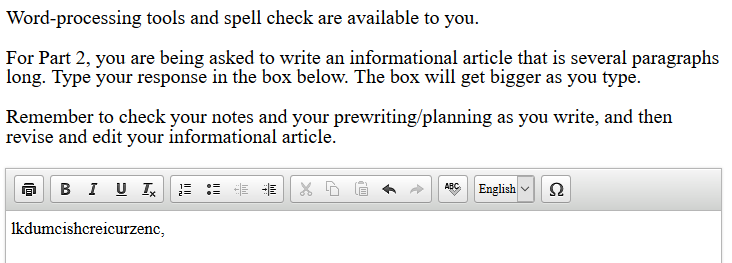 Word-processing tools and spell check are available to you.
For Part 2, you are being asked to write an informational article that is several paragraphs
long. Type your response in the box below. The box will get bigger as you type.
Remember to check your notes and your prewriting/planning as you write, and then
revise and edit your informational article.
B I U Tx ABC English Ω
lkdumcishcreicurzenc,